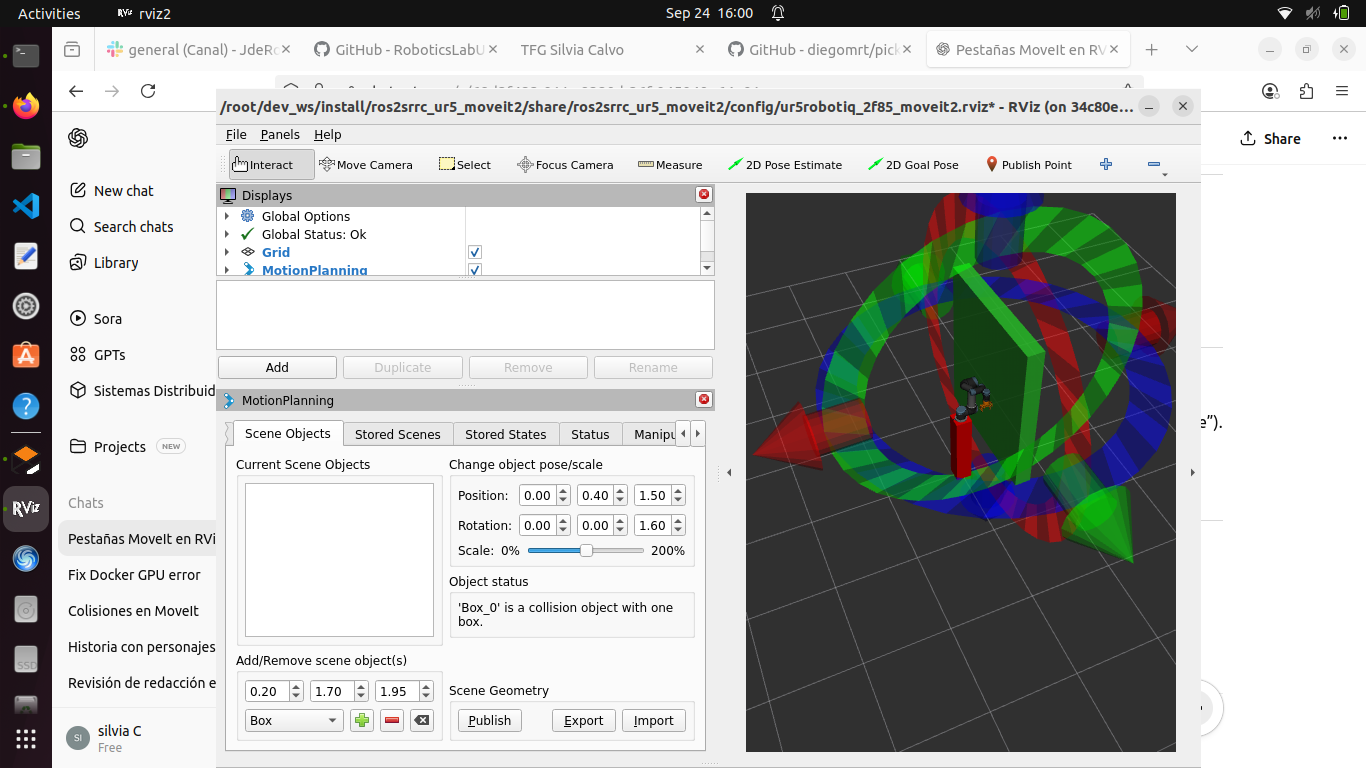 Activities rviz2 Sep 24 16:00
general (Canal) - JdeRo GitHub - RoboticsLabU TFG Silvia Calvo GitHub - diegomrt/pick Pestañas MoveIt en RV
/root/dev_ws/install/ros2srrc_ur5_moveit2/share/ros2srrc_ur5_moveit2/config/ur5robotiq_2f85_moveit2.rviz* - RViz (on 34c80e...
File Panels Help
Interact Move Camera Select Focus Camera Measure 2D Pose Estimate 2D Goal Pose Publish Point
Share
New chat
Search chats
Library
Sora
GPTs
Sistemas Distribuid
Projects NEW
Chats
Pestañas MoveIt en RVi
Fix Docker GPU error
Colisiones en MoveIt
Historia con personajes
Revisión de redacción e
SI silvia C
Free
Displays
Global Options
Global Status: Ok
Grid
MotionPlanning
Add Duplicate Remove Rename
MotionPlanning
Scene Objects Stored Scenes Stored States Status Manipu
Current Scene Objects
Change object pose/scale
Position: 0.00 0.40 1.50
Rotation: 0.00 0.00 1.60
Scale: 0% 200%
Object status
'Box_0' is a collision object with one
box.
Add/Remove scene object(s)
0.20 1.70 1.95
Box
Scene Geometry
Publish Export Import
e”).
RViz
SSD